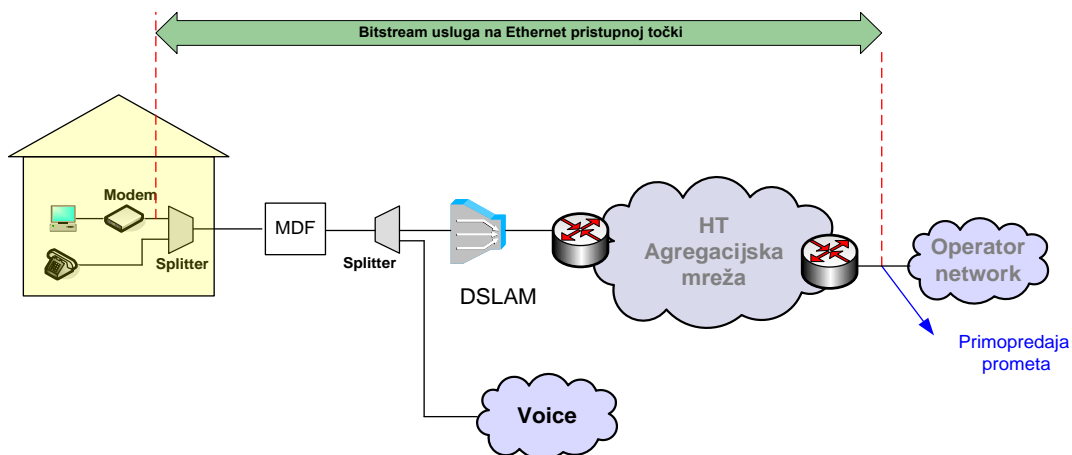 Bitstream usluga na Ethernet pristupnoj točki
Modem
Splitter
MDF
Splitter
DSLAM
HT
Agregacijska
mreža
Operator
network
Primopredaja
prometa
Voice